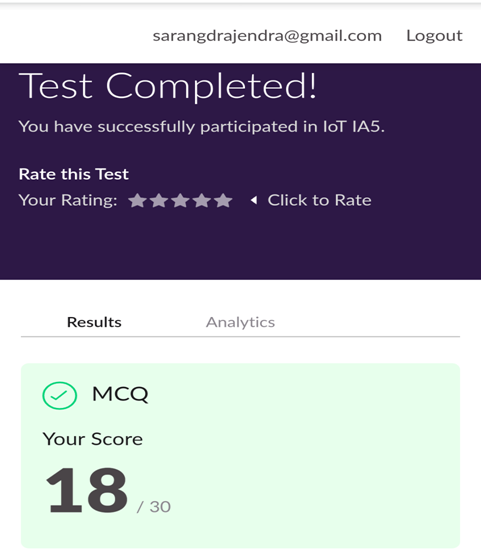 sarangdrajendra@gmail.com Logout
Test Completed!
You have successfully participated in IoT IA5.
Rate this Test
Your Rating: ★★★★★ ◂ Click to Rate
Results Analytics
MCQ
Your Score
18 / 30